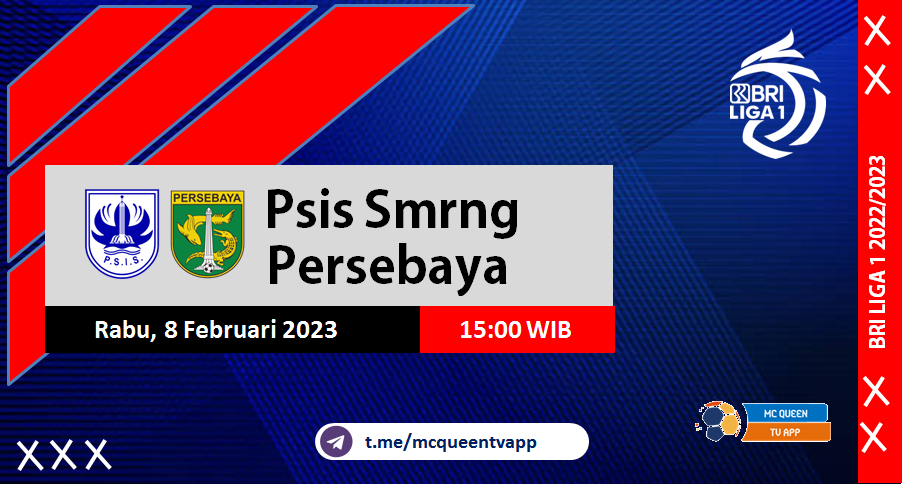 BRI
LIGA 1
P.S.I.S.
PERSEBAYA
Psis Smrng
Persebaya
Rabu, 8 Februari 2023
15:00 WIB
BRI LIGA 1 2022/2023
t.me/mcqueentvapp
MC QUEEN
TV APP
XXX
X
X
X
X